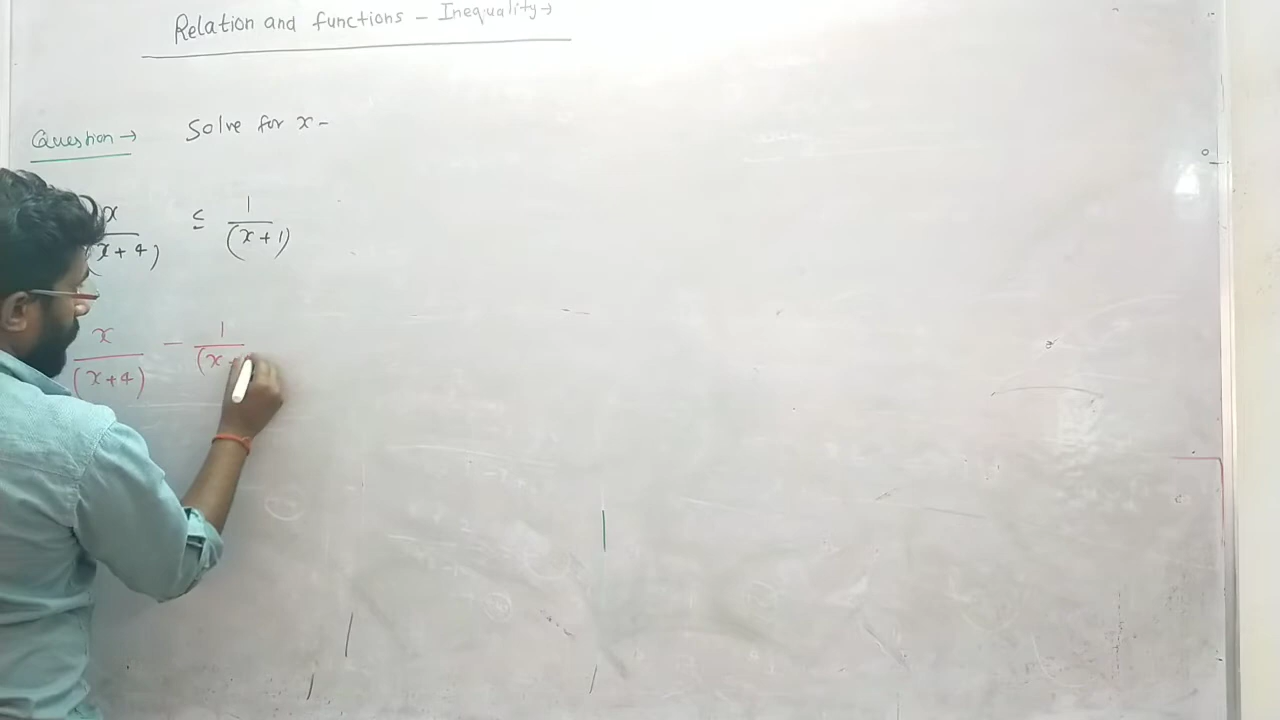 Relation and functions - Inequality →
Question → Solve for x -
x/(x+4) ≤ 1/(x+1)
x/(x+4) - 1/(x